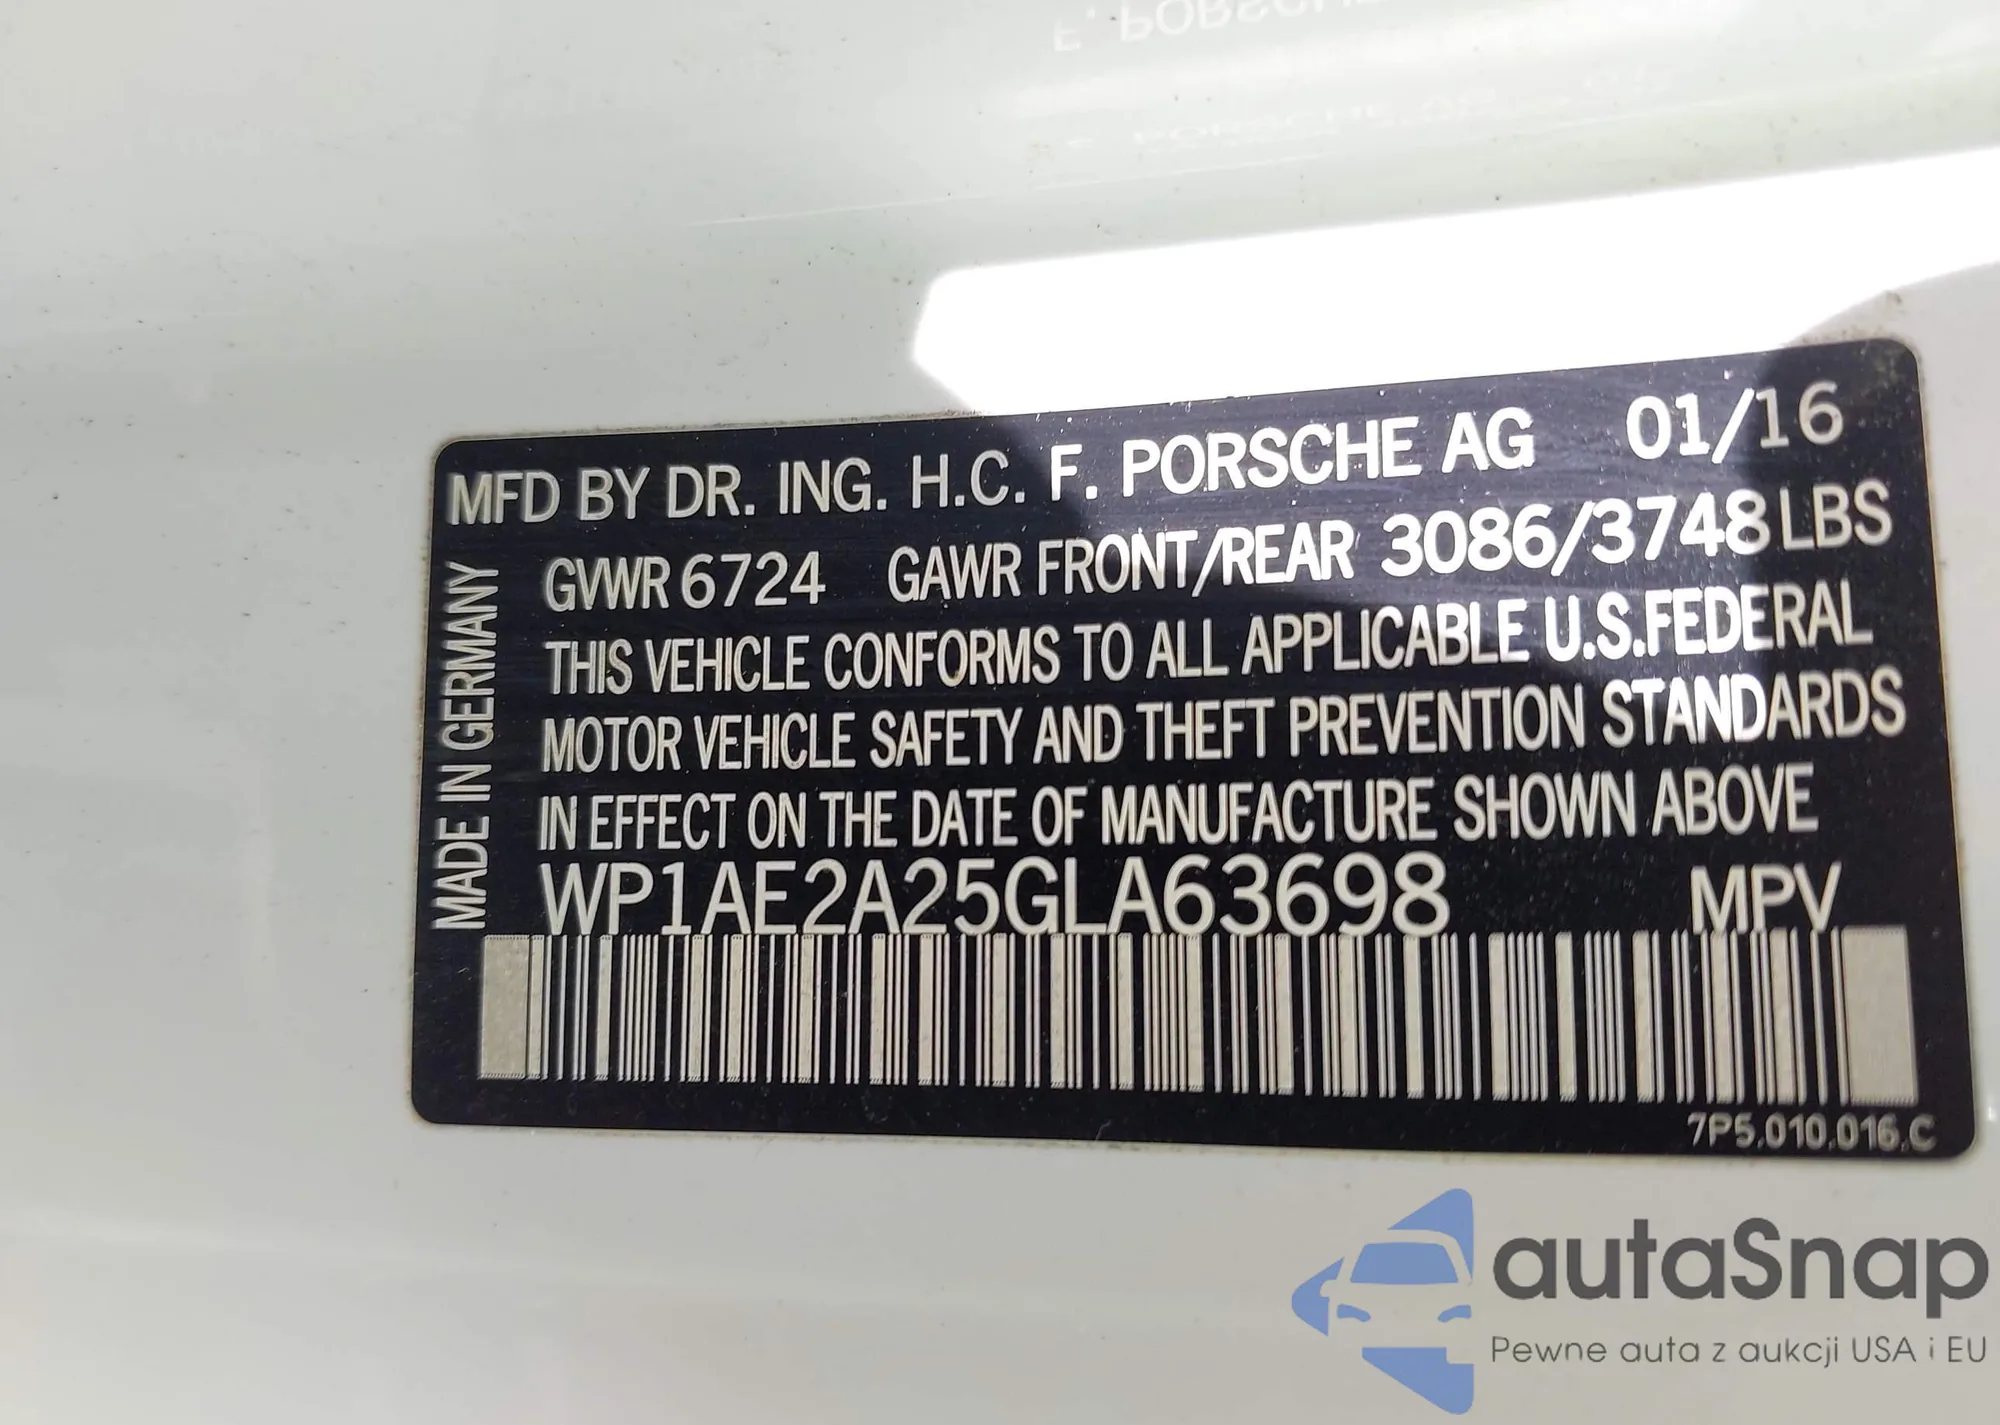 MFD BY DR. ING. H.C. F. PORSCHE AG 01/16
GVWR 6724 GAWR FRONT/REAR 3086/3748 LBS
THIS VEHICLE CONFORMS TO ALL APPLICABLE U.S.FEDERAL
MOTOR VEHICLE SAFETY AND THEFT PREVENTION STANDARDS
IN EFFECT ON THE DATE OF MANUFACTURE SHOWN ABOVE
WP1AE2A25GLA63698 MPV
MADE IN GERMANY
7P5.010.016.C
autaSnap
Pewne auta z aukcji USA i EU